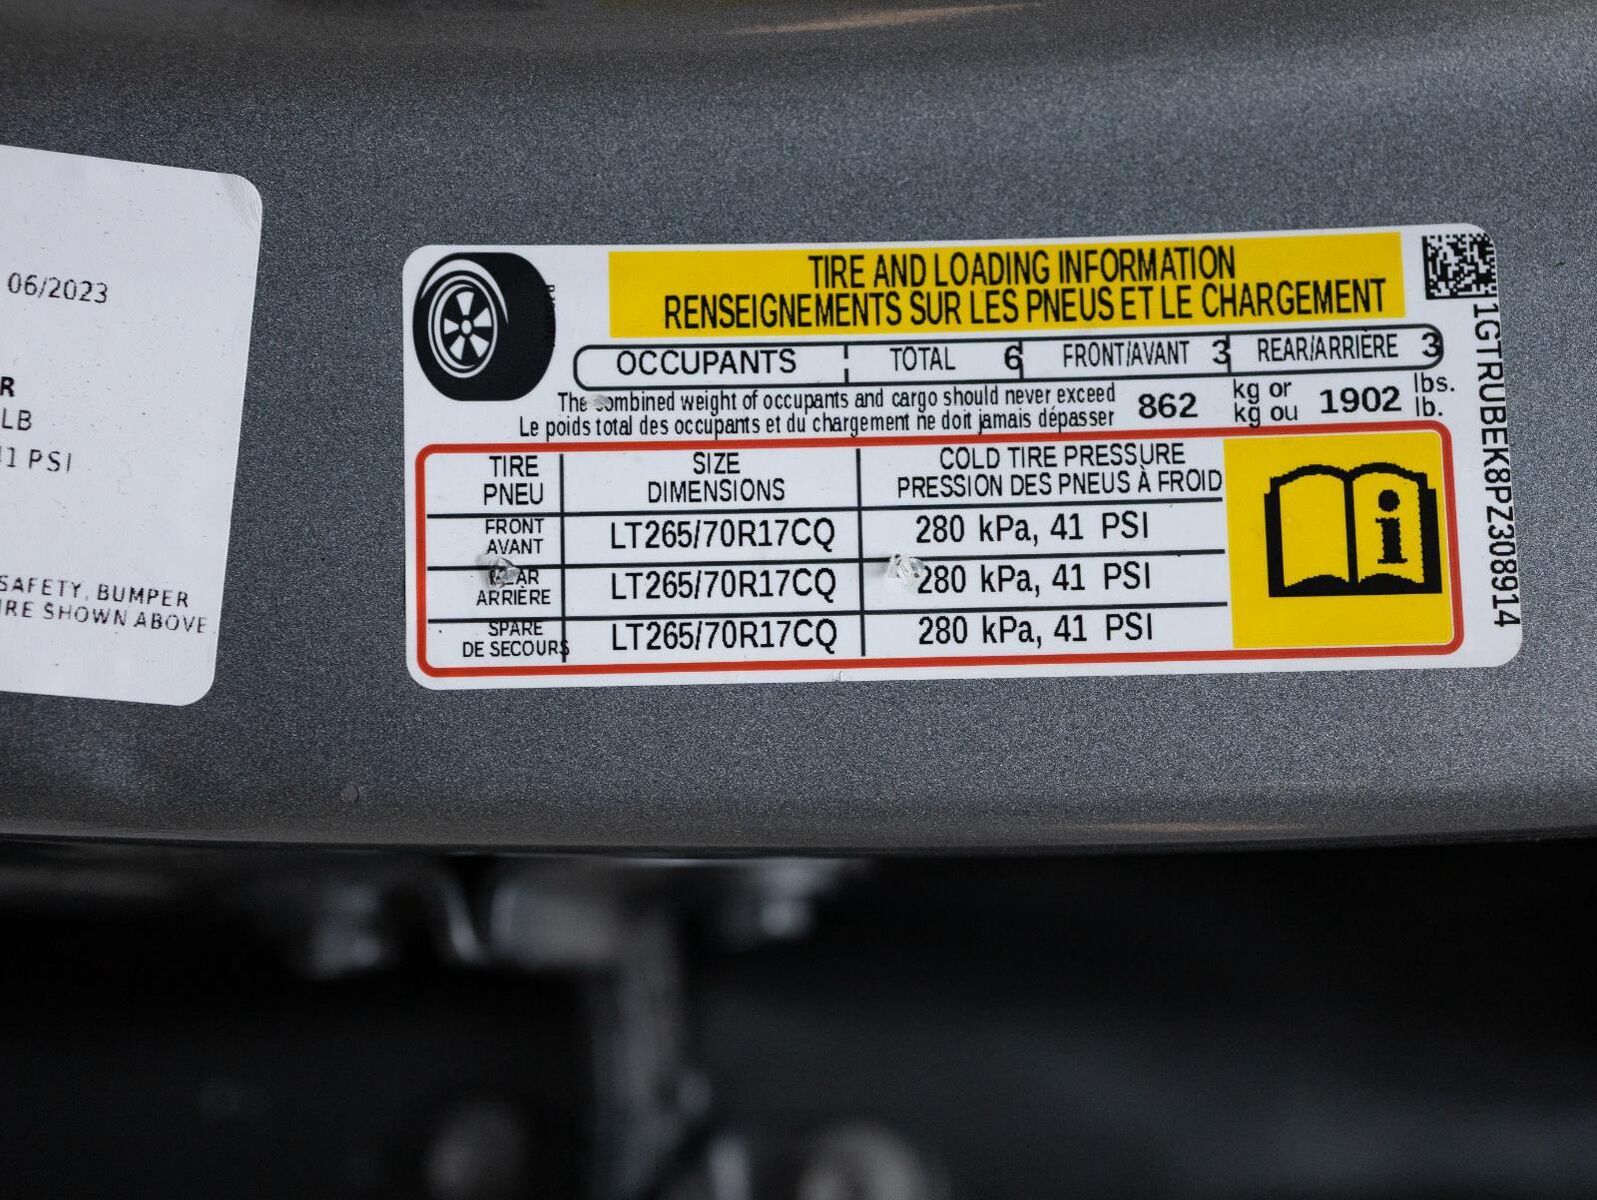 06/2023
R
LB
1 PSI
SAFETY, BUMPER
RE SHOWN ABOVE
TIRE AND LOADING INFORMATION
RENSEIGNEMENTS SUR LES PNEUS ET LE CHARGEMENT
OCCUPANTS TOTAL 6 FRONT/AVANT 3 REAR/ARRIÈRE 3
The combined weight of occupants and cargo should never exceed 862 kg or 1902 lbs.
Le poids total des occupants et du chargement ne doit jamais dépasser kg ou lb.
TIRE SIZE COLD TIRE PRESSURE
PNEU DIMENSIONS PRESSION DES PNEUS À FROID
FRONT
AVANT LT265/70R17CQ 280 kPa, 41 PSI
REAR
ARRIÈRE LT265/70R17CQ 280 kPa, 41 PSI
SPARE
DE SECOURS LT265/70R17CQ 280 kPa, 41 PSI
1GTRUBEK8PZ308914